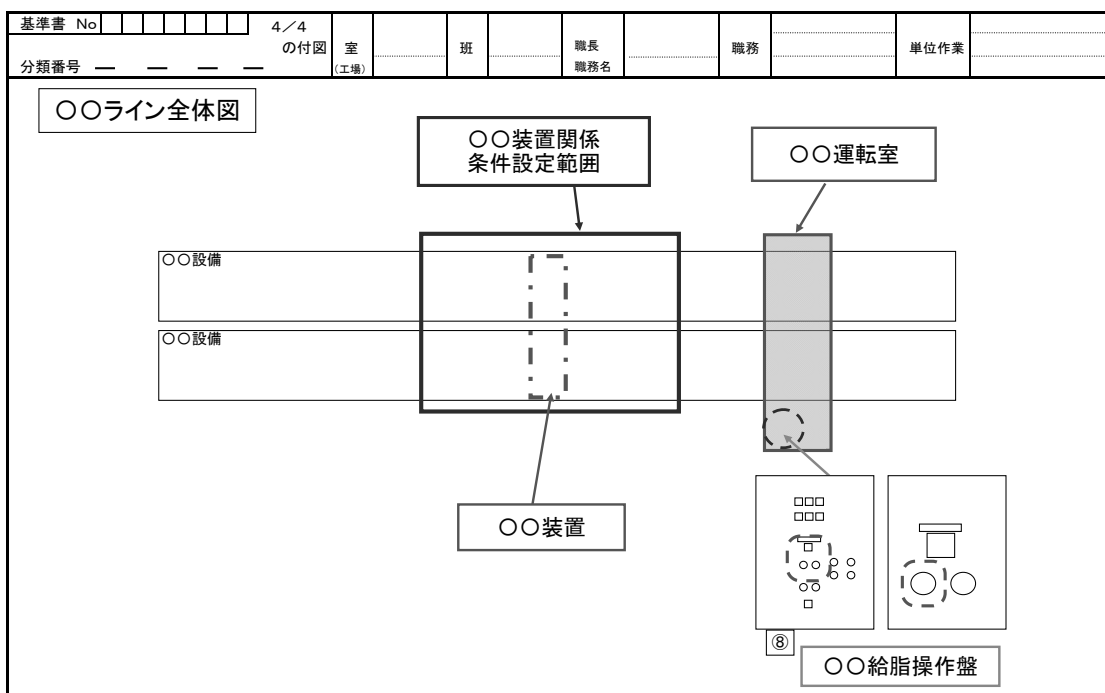 基準書 No
4／4
の付図
室
(工場)
班
職長
職務名
職務
単位作業
分類番号 ― ― ― ―
○○ライン全体図
○○装置関係
条件設定範囲
○○運転室
○○設備
○○設備
○○装置
⑧
○○給脂操作盤